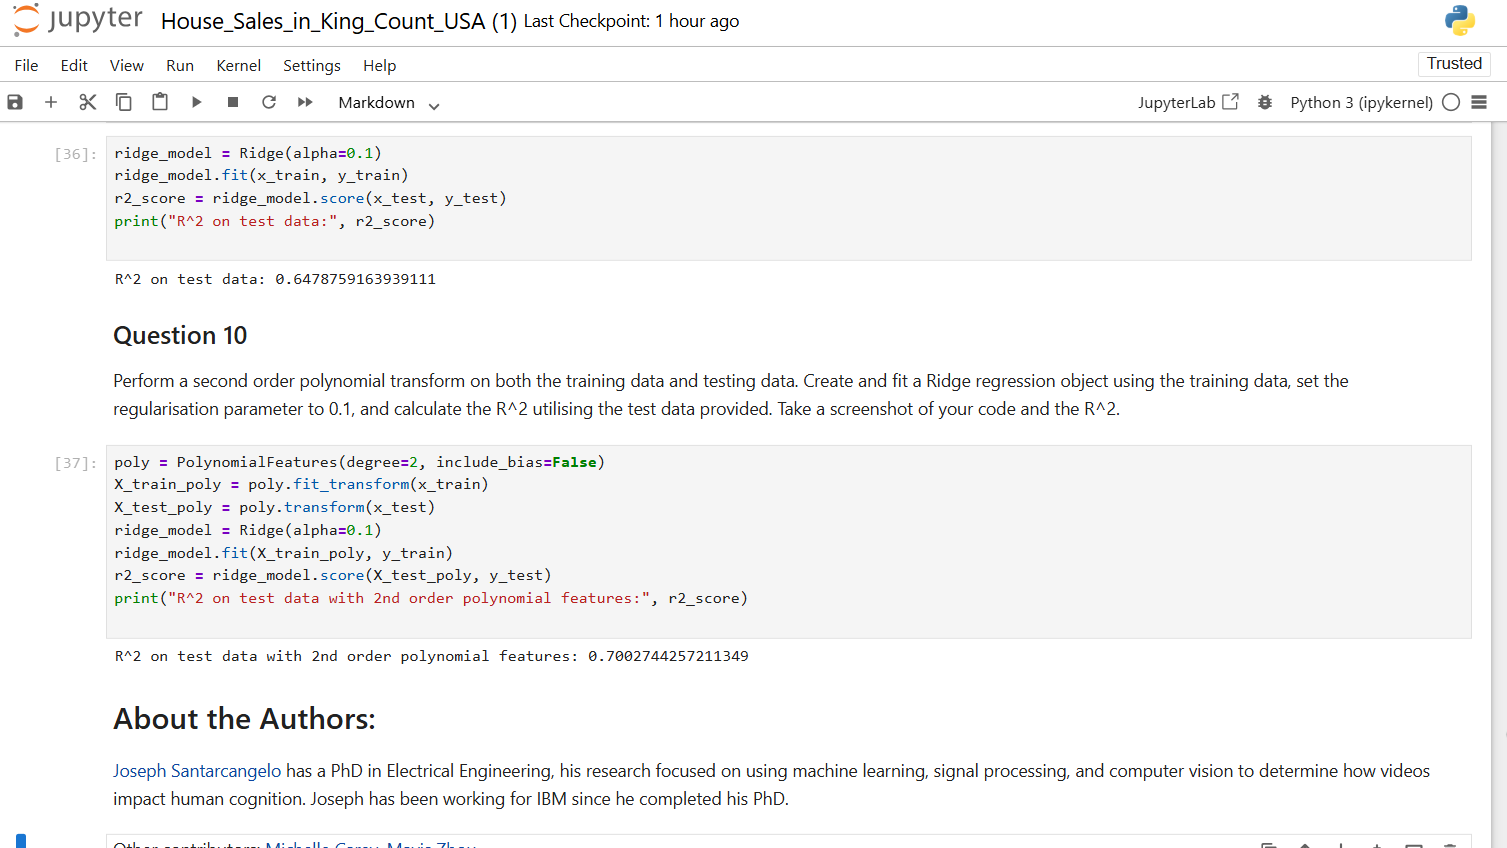 jupyter House_Sales_in_King_Count_USA (1) Last Checkpoint: 1 hour ago
File Edit View Run Kernel Settings Help Trusted
Markdown JupyterLab Python 3 (ipykernel)
[36]: ridge_model = Ridge(alpha=0.1)
ridge_model.fit(x_train, y_train)
r2_score = ridge_model.score(x_test, y_test)
print("R^2 on test data:", r2_score)
R^2 on test data: 0.6478759163939111
Question 10
Perform a second order polynomial transform on both the training data and testing data. Create and fit a Ridge regression object using the training data, set the
regularisation parameter to 0.1, and calculate the R^2 utilising the test data provided. Take a screenshot of your code and the R^2.
[37]: poly = PolynomialFeatures(degree=2, include_bias=False)
X_train_poly = poly.fit_transform(x_train)
X_test_poly = poly.transform(x_test)
ridge_model = Ridge(alpha=0.1)
ridge_model.fit(X_train_poly, y_train)
r2_score = ridge_model.score(X_test_poly, y_test)
print("R^2 on test data with 2nd order polynomial features:", r2_score)
R^2 on test data with 2nd order polynomial features: 0.7002744257211349
About the Authors:
Joseph Santarcangelo has a PhD in Electrical Engineering, his research focused on using machine learning, signal processing, and computer vision to determine how videos
impact human cognition. Joseph has been working for IBM since he completed his PhD.
Other contributors: Michelle Carey, Mavis Zhou